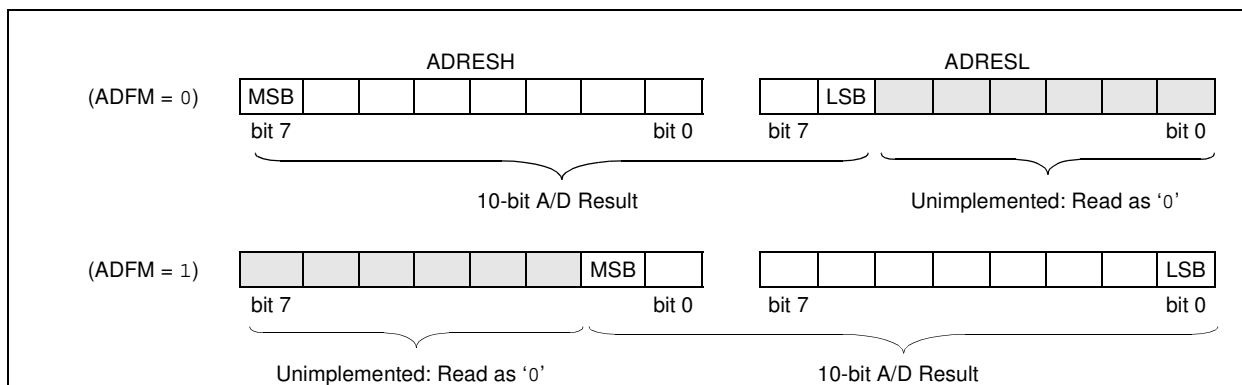 ADRESH ADRESL
(ADFM = 0) MSB LSB
bit 7 bit 0 bit 7 bit 0
10-bit A/D Result Unimplemented: Read as ‘0’
(ADFM = 1) MSB LSB
bit 7 bit 0 bit 7 bit 0
Unimplemented: Read as ‘0’ 10-bit A/D Result